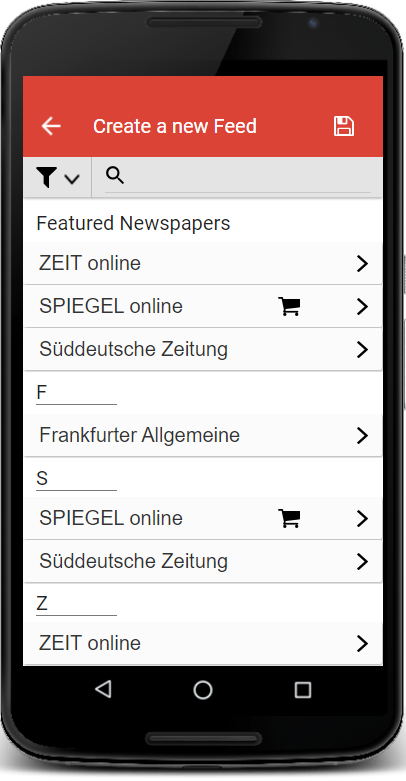 Create a new Feed
Featured Newspapers
ZEIT online
SPIEGEL online
Süddeutsche Zeitung
F
Frankfurter Allgemeine
S
SPIEGEL online
Süddeutsche Zeitung
Z
ZEIT online